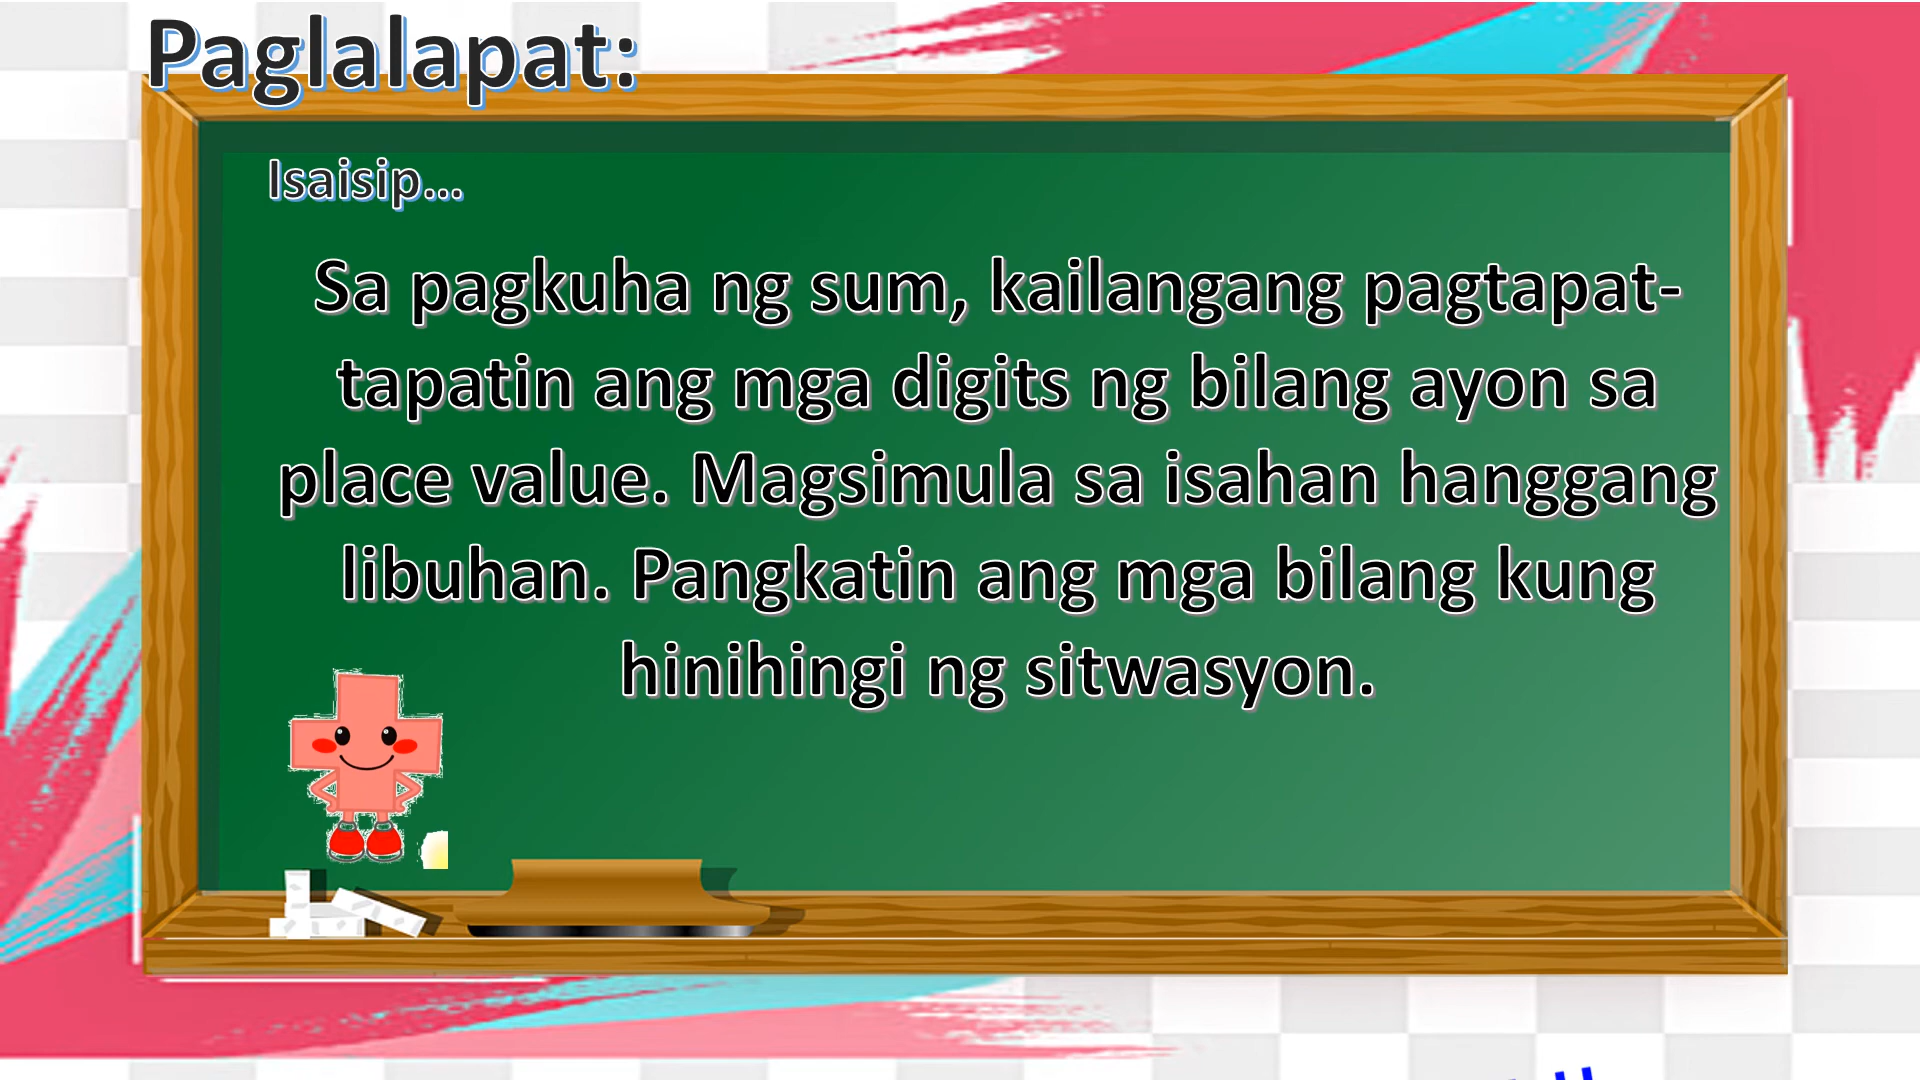 Paglalapat:
Isaisip...
Sa pagkuha ng sum, kailangang pagtapat-
tapatin ang mga digits ng bilang ayon sa
place value. Magsimula sa isahan hanggang
libuhan. Pangkatin ang mga bilang kung
hinihingi ng sitwasyon.